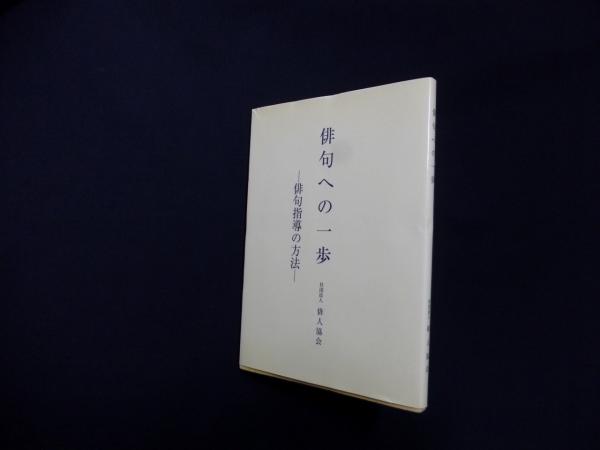 俳句への一歩
―俳句指導の方法―
社団法人 俳人協会